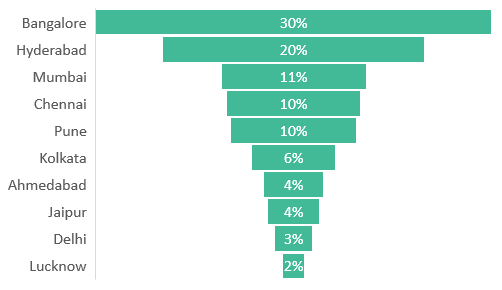 Bangalore 30%
Hyderabad 20%
Mumbai 11%
Chennai 10%
Pune 10%
Kolkata 6%
Ahmedabad 4%
Jaipur 4%
Delhi 3%
Lucknow 2%